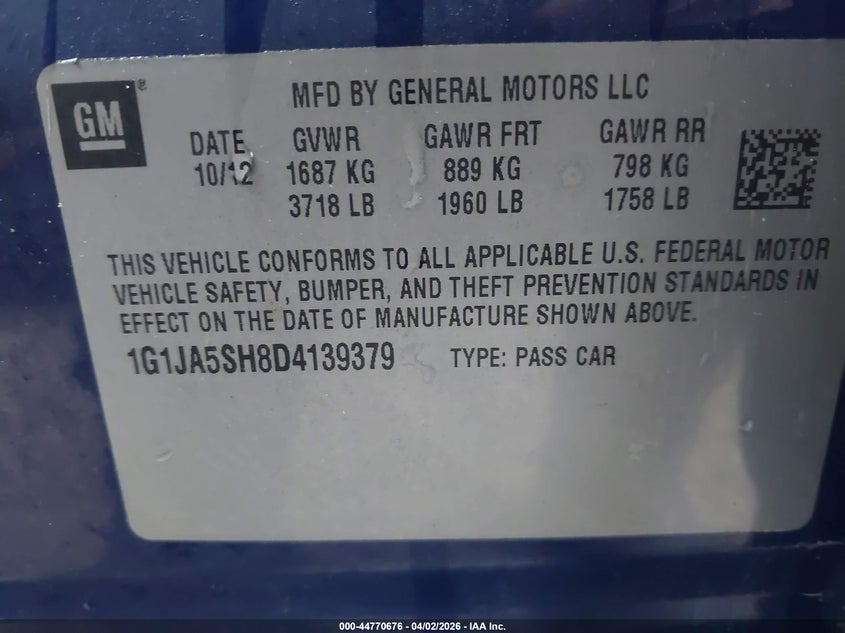 GM®
MFD BY GENERAL MOTORS LLC
DATE GVWR GAWR FRT GAWR RR
10/12 1687 KG 889 KG 798 KG
3718 LB 1960 LB 1758 LB
THIS VEHICLE CONFORMS TO ALL APPLICABLE U.S. FEDERAL MOTOR
VEHICLE SAFETY, BUMPER, AND THEFT PREVENTION STANDARDS IN
EFFECT ON THE DATE OF MANUFACTURE SHOWN ABOVE.
1G1JA5SH8D4139379 TYPE: PASS CAR
000-44770676 - 04/02/2026 - IAA Inc.